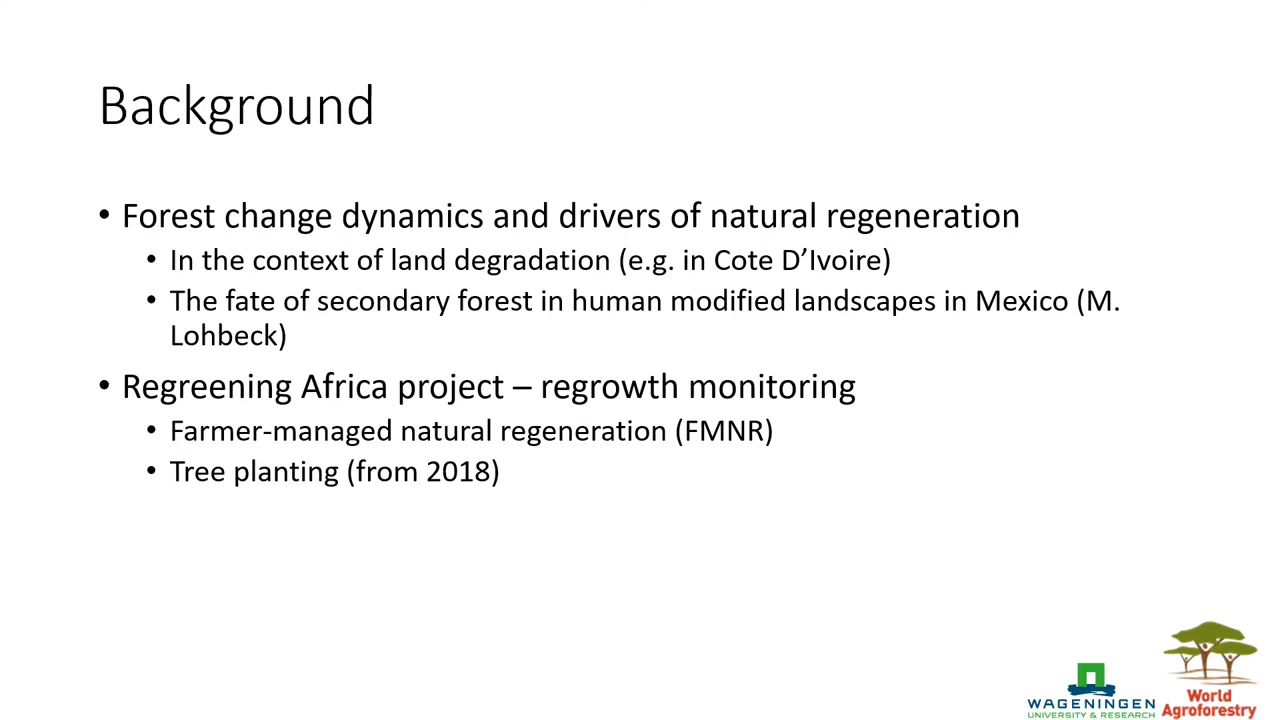 Background
• Forest change dynamics and drivers of natural regeneration
• In the context of land degradation (e.g. in Cote D’Ivoire)
• The fate of secondary forest in human modified landscapes in Mexico (M.
Lohbeck)
• Regreening Africa project – regrowth monitoring
• Farmer-managed natural regeneration (FMNR)
• Tree planting (from 2018)
WAGENINGEN
UNIVERSITY & RESEARCH
World
Agroforestry